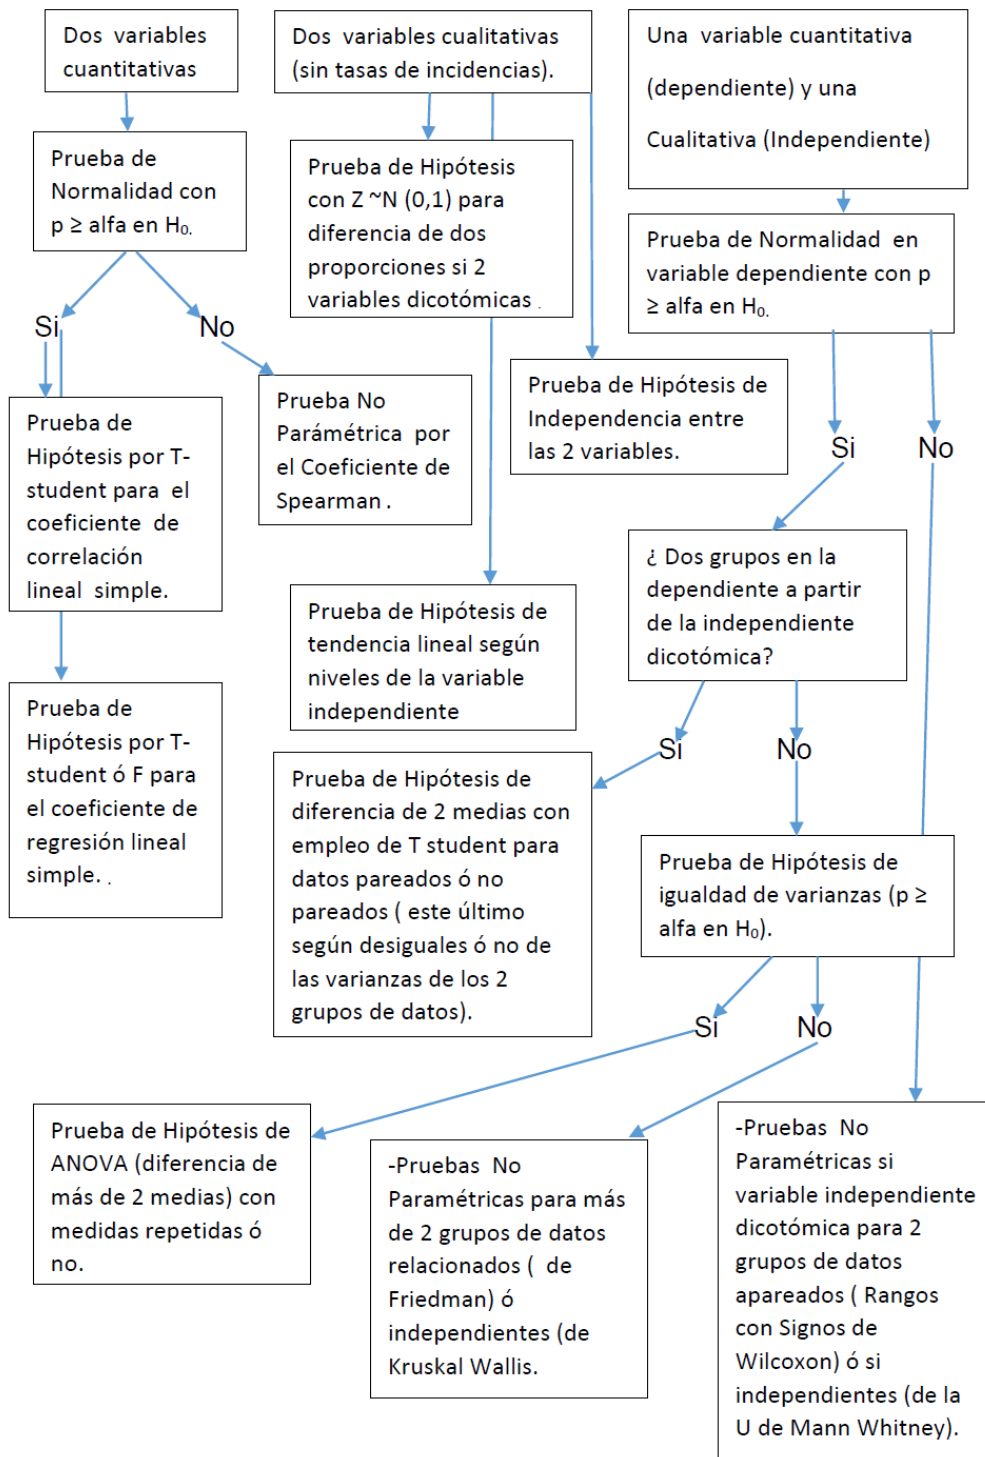 Dos variables
cuantitativas
Dos variables cualitativas
(sin tasas de incidencias).
Una variable cuantitativa
(dependiente) y una
Cualitativa (Independiente)
Prueba de
Normalidad con
p ≥ alfa en H₀.
Prueba de Hipótesis
con Z ~N (0,1) para
diferencia de dos
proporciones si 2
variables dicotómicas .
Prueba de Normalidad en
variable dependiente con p
≥ alfa en H₀.
Si
No
Prueba de
Hipótesis por T-
student para el
coeficiente de
correlación
lineal simple.
Prueba No
Parámétrica por
el Coeficiente de
Spearman .
Prueba de Hipótesis de
Independencia entre
las 2 variables.
Si
No
¿ Dos grupos en la
dependiente a partir
de la independiente
dicotómica?
Prueba de Hipótesis de
tendencia lineal según
niveles de la variable
independiente
Prueba de
Hipótesis por T-
student ó F para
el coeficiente de
regresión lineal
simple. .
Si
No
Prueba de Hipótesis de
diferencia de 2 medias con
empleo de T student para
datos pareados ó no
pareados ( este último
según desiguales ó no de
las varianzas de los 2
grupos de datos).
Prueba de Hipótesis de
igualdad de varianzas (p ≥
alfa en H₀).
Si
No
Prueba de Hipótesis de
ANOVA (diferencia de
más de 2 medias) con
medidas repetidas ó
no.
-Pruebas No
Paramétricas para más
de 2 grupos de datos
relacionados ( de
Friedman) ó
independientes (de
Kruskal Wallis.
-Pruebas No
Paramétricas si
variable independiente
dicotómica para 2
grupos de datos
apareados ( Rangos
con Signos de
Wilcoxon) ó si
independientes (de la
U de Mann Whitney).